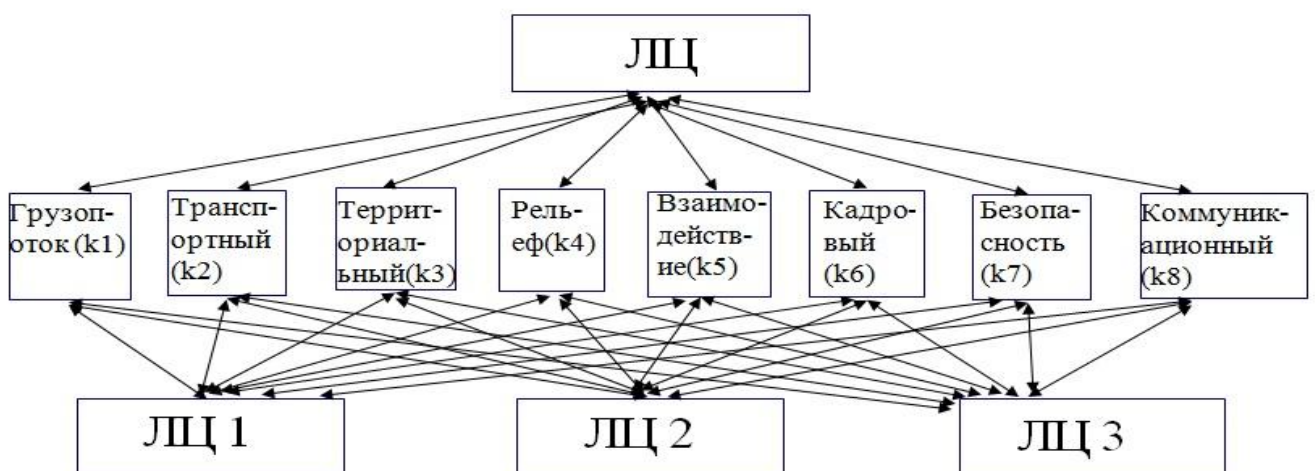 ЛЦ
Грузоп-
оток (k1)
Трансп-
ортный
(k2)
Террит-
ориал-
ьный(k3)
Рель-
еф(k4)
Взаимо-
действ-
ие(k5)
Кадро-
вый
(k6)
Безопа-
сность
(k7)
Коммуник-
ационный
(k8)
ЛЦ 1
ЛЦ 2
ЛЦ 3